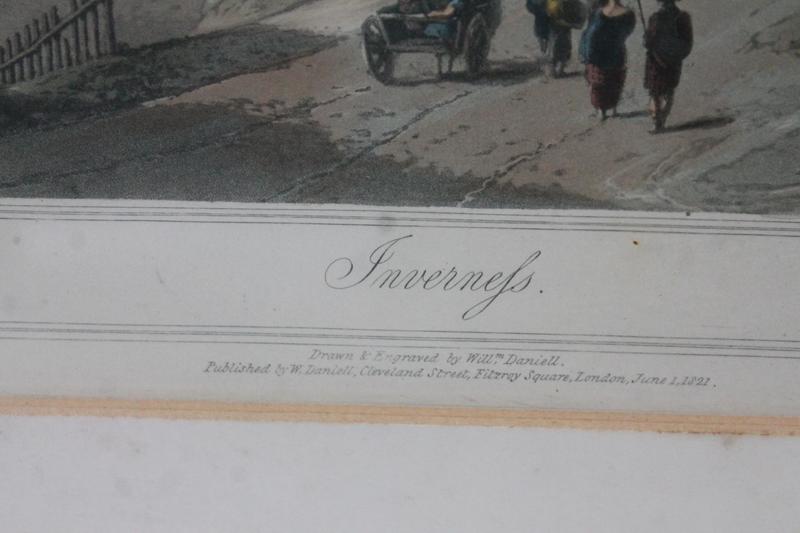 Inverneſs.
Drawn & Engraved by Willᵐ Daniell.
Published by W. Daniell, Cleveland Street, Fitzroy Square, London, June 1, 1821.